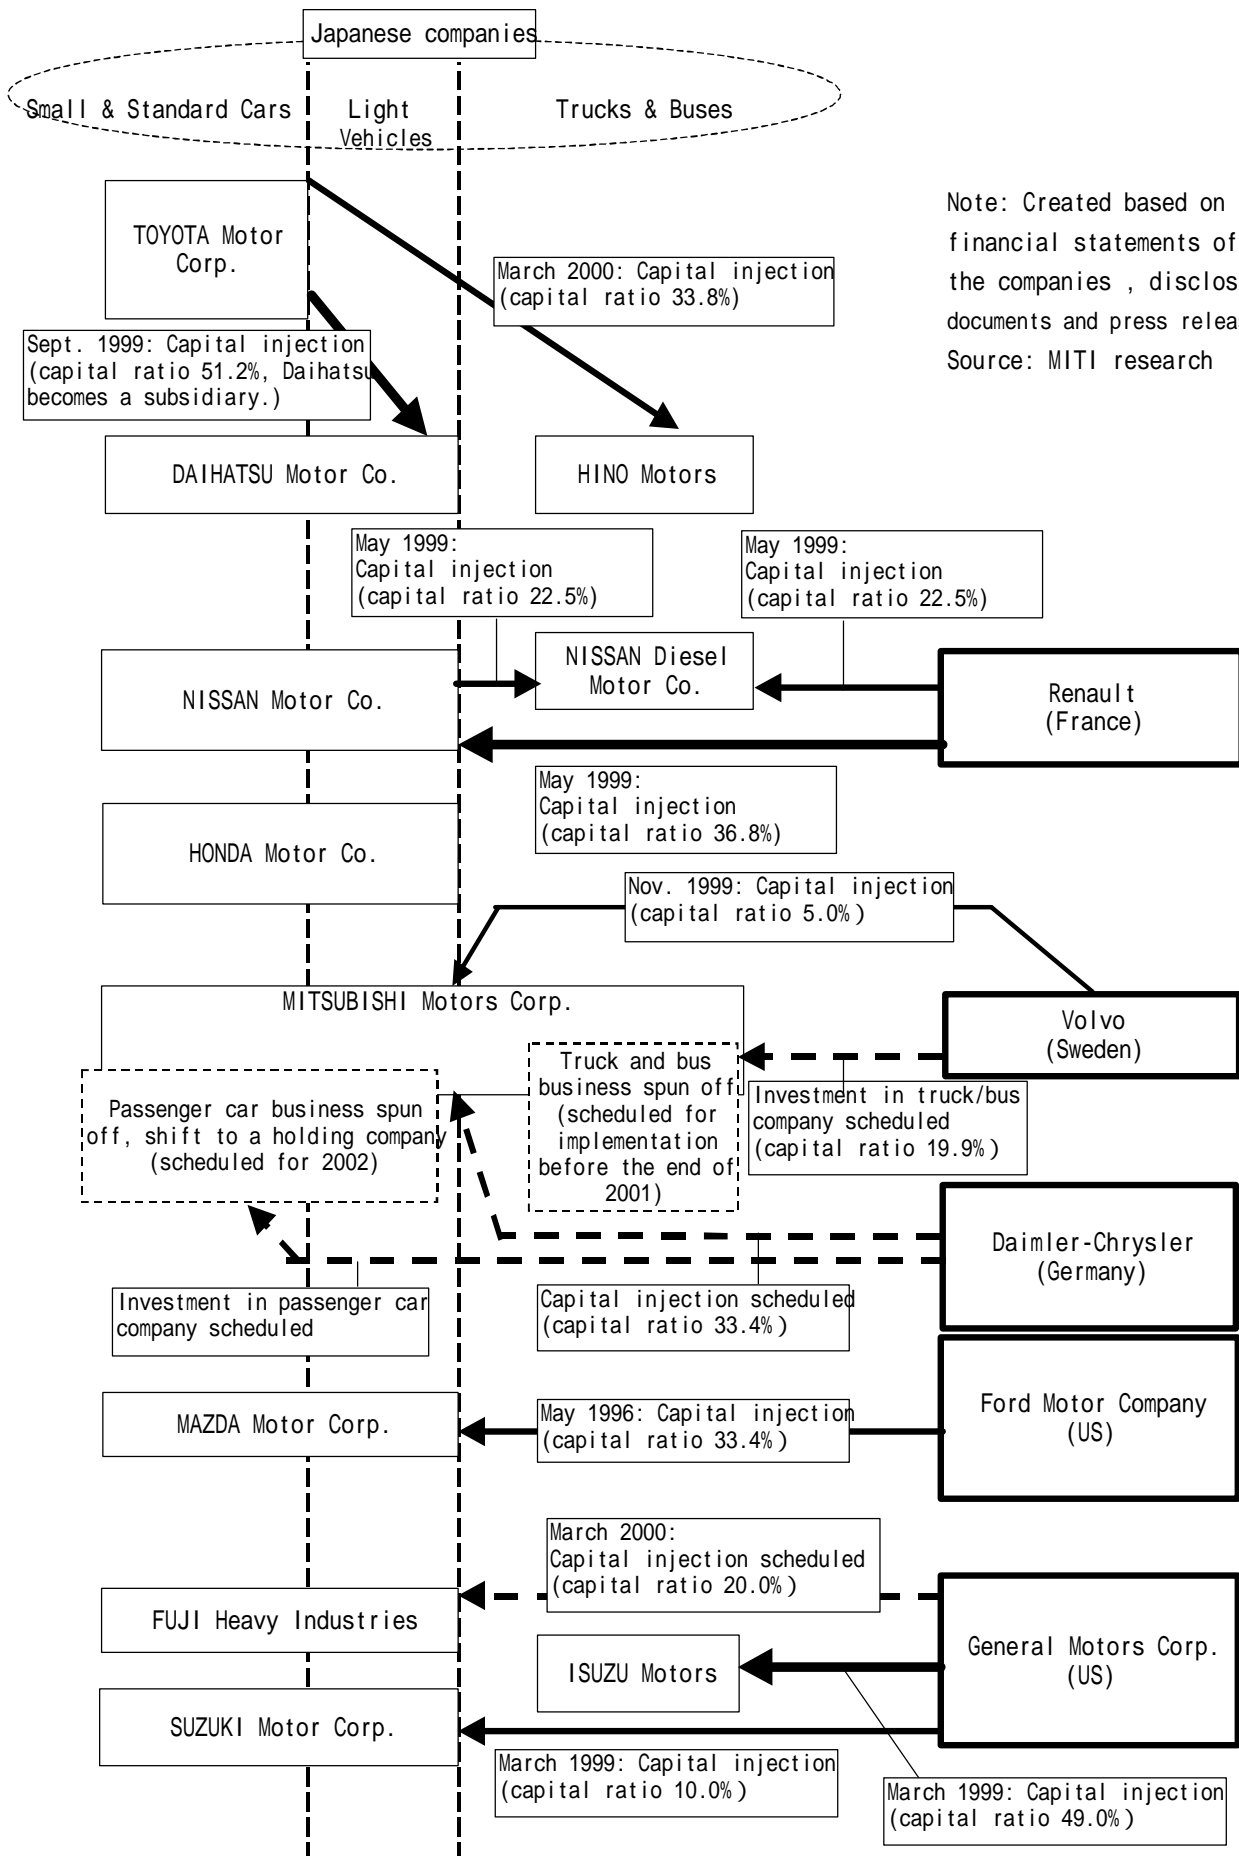 Japanese companies
Small & Standard Cars
Light
Vehicles
Trucks & Buses
TOYOTA Motor
Corp.
Note: Created based on
financial statements of
the companies , disclos
documents and press relea
Source: MITI research
March 2000: Capital injection
(capital ratio 33.8%)
Sept. 1999: Capital injection
(capital ratio 51.2%, Daihatsu
becomes a subsidiary.)
DAIHATSU Motor Co.
HINO Motors
May 1999:
Capital injection
(capital ratio 22.5%)
May 1999:
Capital injection
(capital ratio 22.5%)
NISSAN Motor Co.
NISSAN Diesel
Motor Co.
Renault
(France)
May 1999:
Capital injection
(capital ratio 36.8%)
HONDA Motor Co.
Nov. 1999: Capital injection
(capital ratio 5.0%)
MITSUBISHI Motors Corp.
Volvo
(Sweden)
Truck and bus
business spun off
(scheduled for
implementation
before the end of
2001)
Passenger car business spun
off, shift to a holding company
(scheduled for 2002)
Investment in truck/bus
company scheduled
(capital ratio 19.9%)
Daimler-Chrysler
(Germany)
Investment in passenger car
company scheduled
Capital injection scheduled
(capital ratio 33.4%)
MAZDA Motor Corp.
May 1996: Capital injection
(capital ratio 33.4%)
Ford Motor Company
(US)
March 2000:
Capital injection scheduled
(capital ratio 20.0%)
FUJI Heavy Industries
ISUZU Motors
General Motors Corp.
(US)
SUZUKI Motor Corp.
March 1999: Capital injection
(capital ratio 10.0%)
March 1999: Capital injection
(capital ratio 49.0%)